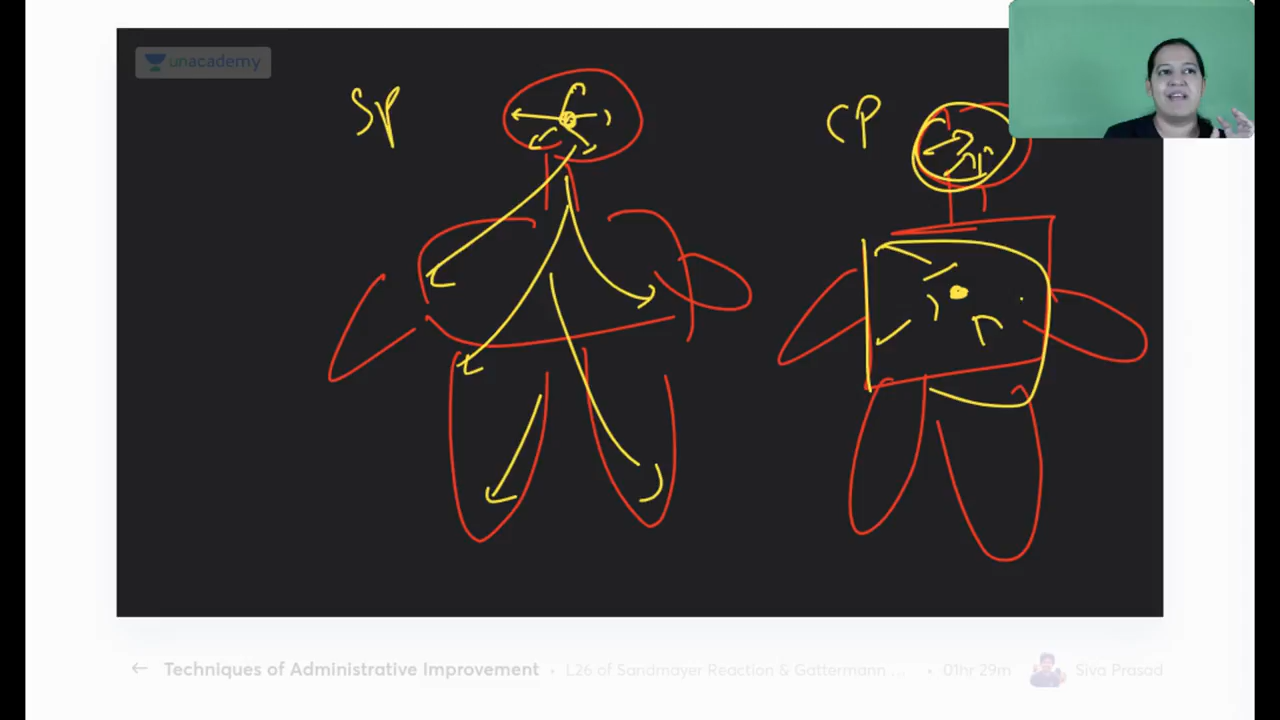 unacademy
SP
CP
Techniques of Administrative Improvement • L26 of Sandmayer Reaction & Gattermann.... • 01hr 29m Siva Prasad